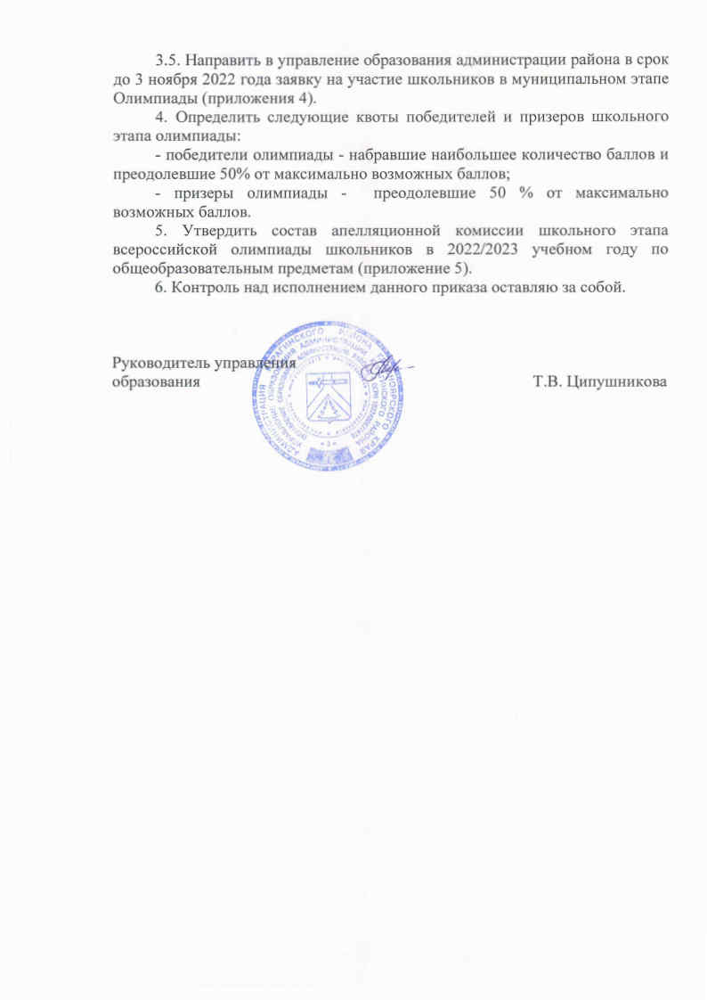 3.5. Направить в управление образования администрации района в срок
до 3 ноября 2022 года заявку на участие школьников в муниципальном этапе
Олимпиады (приложения 4).
4. Определить следующие квоты победителей и призеров школьного
этапа олимпиады:
- победители олимпиады - набравшие наибольшее количество баллов и
преодолевшие 50% от максимально возможных баллов;
- призеры олимпиады - преодолевшие 50 % от максимально
возможных баллов.
5. Утвердить состав апелляционной комиссии школьного этапа
всероссийской олимпиады школьников в 2022/2023 учебном году по
общеобразовательным предметам (приложение 5).
6. Контроль над исполнением данного приказа оставляю за собой.
Руководитель управления
образования
Т.В. Ципушникова